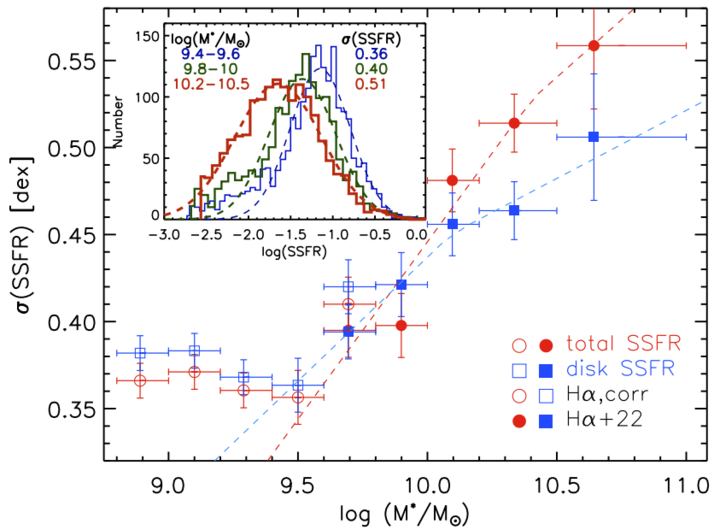 log(M*/M⊙) σ(SSFR)
9.4−9.6 0.36
9.8−10 0.40
10.2−10.5 0.51
150
100
50
0
Number
−3.0 −2.5 −2.0 −1.5 −1.0 −0.5 0.0
log(SSFR)
0.55
0.50
0.45
0.40
0.35
σ(SSFR) [dex]
total SSFR
disk SSFR
Hα,corr
Hα+22
9.0 9.5 10.0 10.5 11.0
log (M*/M⊙)